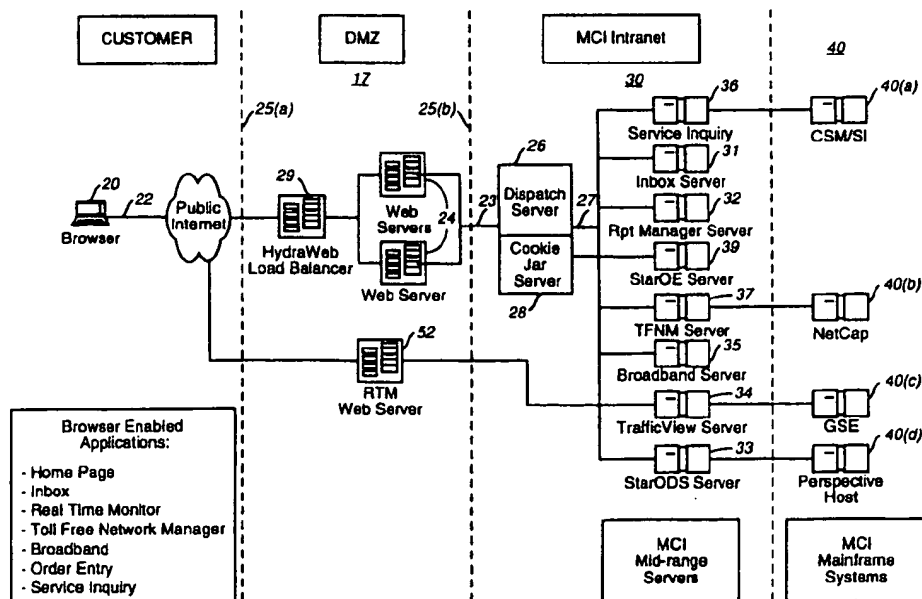 CUSTOMER
DMZ
MCI Intranet
17
30
40
25(a)
25(b)
36
40(a)
Service Inquiry
CSM/SI
26
31
20
22
Public
Internet
29
Web
Servers
24
23
Dispatch
Server
27
Inbox Server
32
Browser
HydraWeb
Load Balancer
Cookie
Jar Server
Rpt Manager Server
39
Web Server
28
StarOE Server
37
40(b)
TFNM Server
NetCap
52
35
Broadband Server
RTM
Web Server
34
40(c)
TrafficView Server
GSE
33
40(d)
StarODS Server
Perspective
Host
Browser Enabled
Applications:
- Home Page
- Inbox
- Real Time Monitor
- Toll Free Network Manager
- Broadband
- Order Entry
- Service Inquiry
MCI
Mid-range
Servers
MCI
Mainframe
Systems